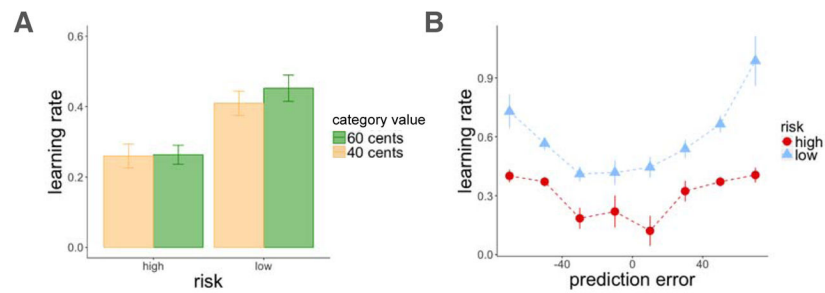 A
learning rate
0.6
0.4
0.2
0.0
high
low
risk
category value
60 cents
40 cents
B
learning rate
0.9
0.6
0.3
0.0
-40
0
40
prediction error
risk
high
low